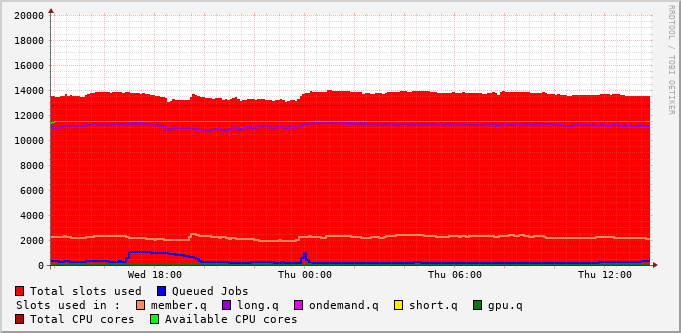 20000
18000
16000
14000
12000
10000
8000
6000
4000
2000
0
Wed 18:00 Thu 00:00 Thu 06:00 Thu 12:00
RRDTOOL / TOBI OETIKER
Total slots used Queued Jobs
Slots used in : member.q long.q ondemand.q short.q gpu.q
Total CPU cores Available CPU cores